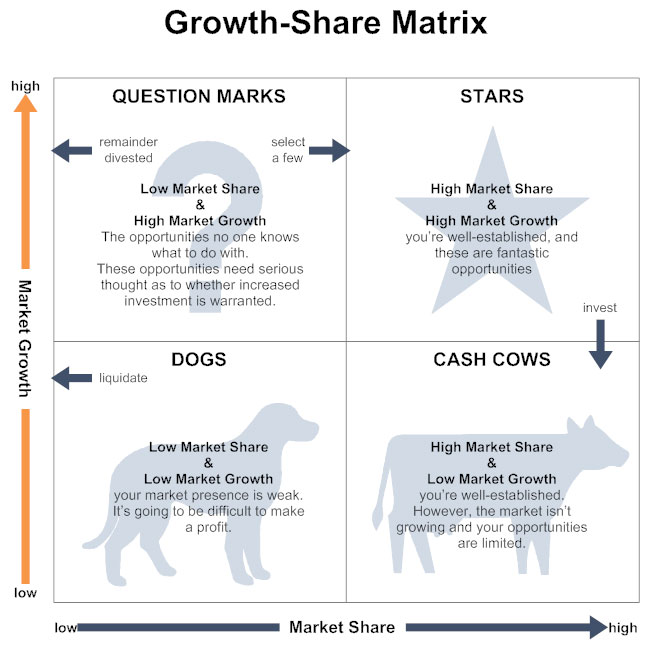 Growth-Share Matrix
high
QUESTION MARKS
remainder
divested
select
a few
Low Market Share
&
High Market Growth
The opportunities no one knows
what to do with.
These opportunities need serious
thought as to whether increased
investment is warranted.
STARS
High Market Share
&
High Market Growth
you're well-established, and
these are fantastic
opportunities
invest
Market Growth
DOGS
liquidate
Low Market Share
&
Low Market Growth
your market presence is weak.
It's going to be difficult to make
a profit.
CASH COWS
High Market Share
&
Low Market Growth
you're well-established.
However, the market isn't
growing and your opportunities
are limited.
low
low
Market Share
high